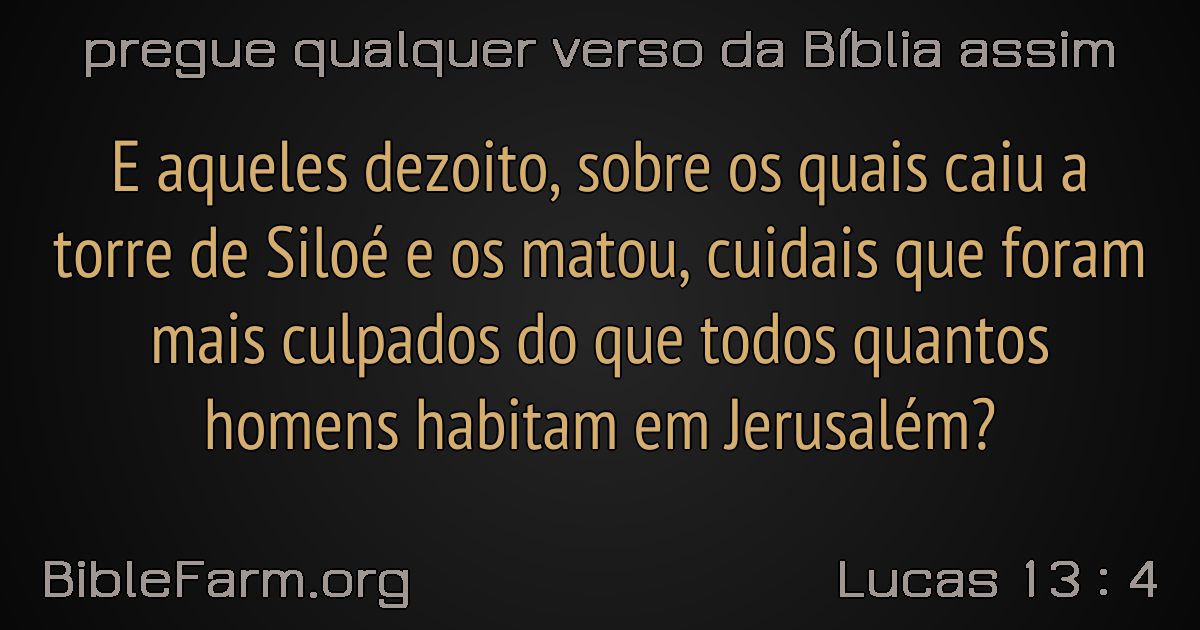 pregue qualquer verso da Bíblia assim
E aqueles dezoito, sobre os quais caiu a
torre de Siloé e os matou, cuidais que foram
mais culpados do que todos quantos
homens habitam em Jerusalém?
BibleFarm.org
Lucas 13 : 4